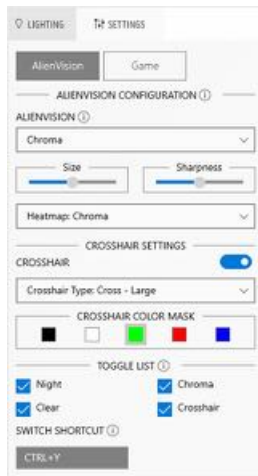 LIGHTING SETTINGS
AlienVision Game
ALIENVISION CONFIGURATION
ALIENVISION
Chroma
Size Sharpness
Heatmap: Chroma
CROSSHAIR SETTINGS
CROSSHAIR
Crosshair Type: Cross - Large
CROSSHAIR COLOR MASK
TOGGLE LIST
Night Chroma
Clear Crosshair
SWITCH SHORTCUT
CTRL+Y